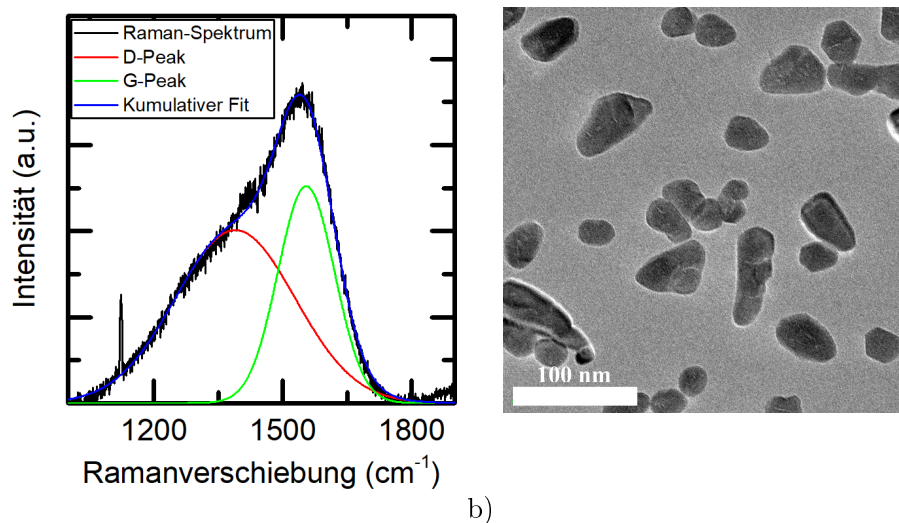 Raman-Spektrum
D-Peak
G-Peak
Kumulativer Fit
Intensität (a.u.)
1200 1500 1800
Ramanverschiebung (cm⁻¹)
100 nm
b)